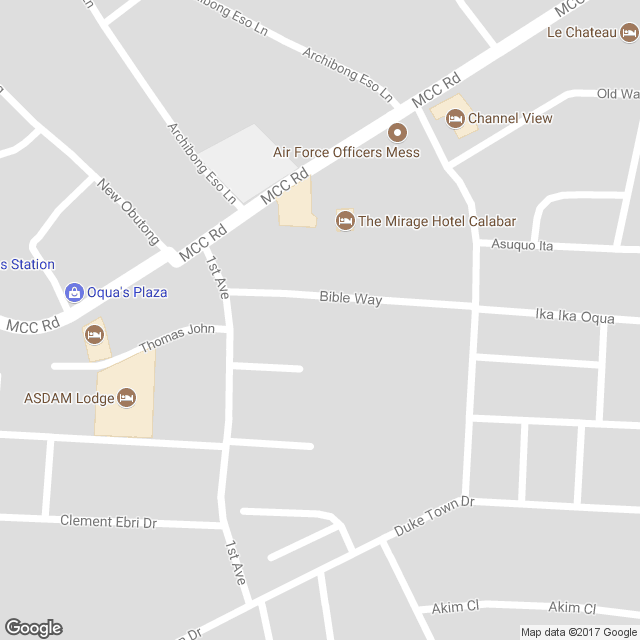 Archibong Eso Ln
Le Chateau
Archibong Eso Ln
MCC Rd
Old Wa
Channel View
Air Force Officers Mess
Archibong Eso Ln
MCC Rd
New Obutong
The Mirage Hotel Calabar
MCC Rd
Asuquo Ita
s Station
1st Ave
Oqua's Plaza
Bible Way
Ika Ika Oqua
MCC Rd
Thomas John
ASDAM Lodge
Duke Town Dr
Clement Ebri Dr
1st Ave
Akim Cl
Akim Cl
n Dr
Google
Map data ©2017 Google